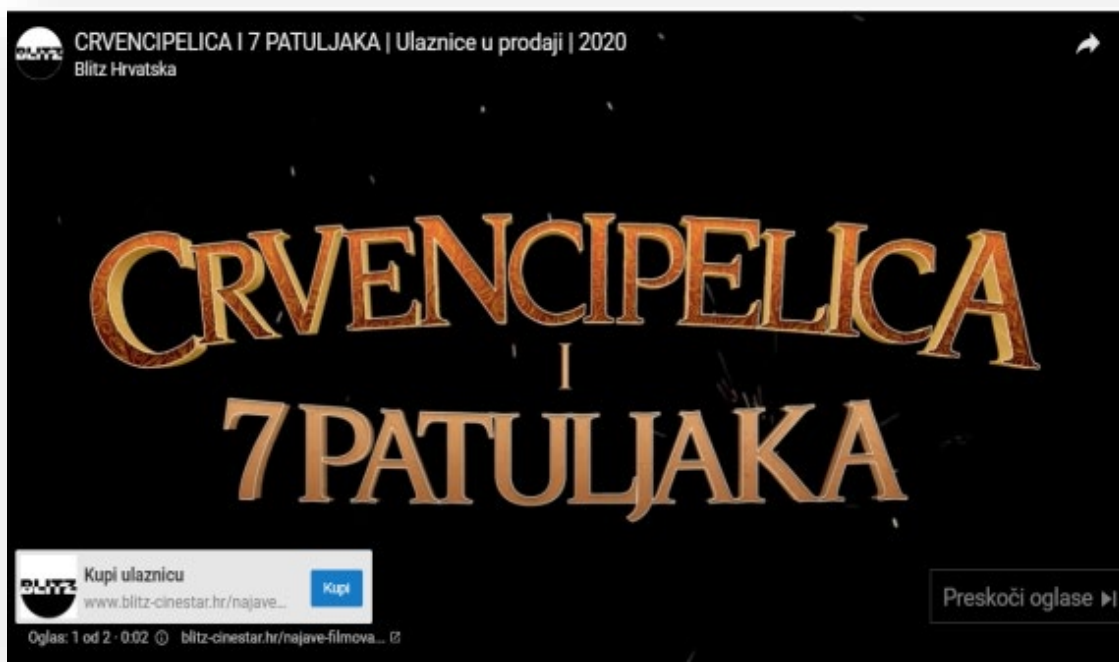 BLITZ
CRVENCIPELICA I 7 PATULJAKA | Ulaznice u prodaji | 2020
Blitz Hrvatska
CRVENCIPELICA
I
7 PATULJAKA
BLITZ
Kupi ulaznicu
www.blitz-cinestar.hr/najave...
Kupi
Preskoči oglase
Oglas: 1 od 2 · 0:02 blitz-cinestar.hr/najave-filmova...